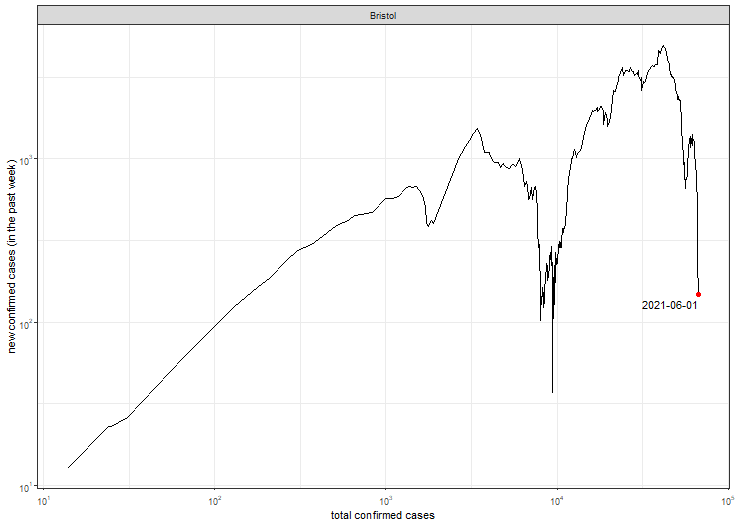 Bristol
new confirmed cases (in the past week)
10³
10²
10¹
2021-06-01
10¹ 10² 10³ 10⁴ 10⁵
total confirmed cases